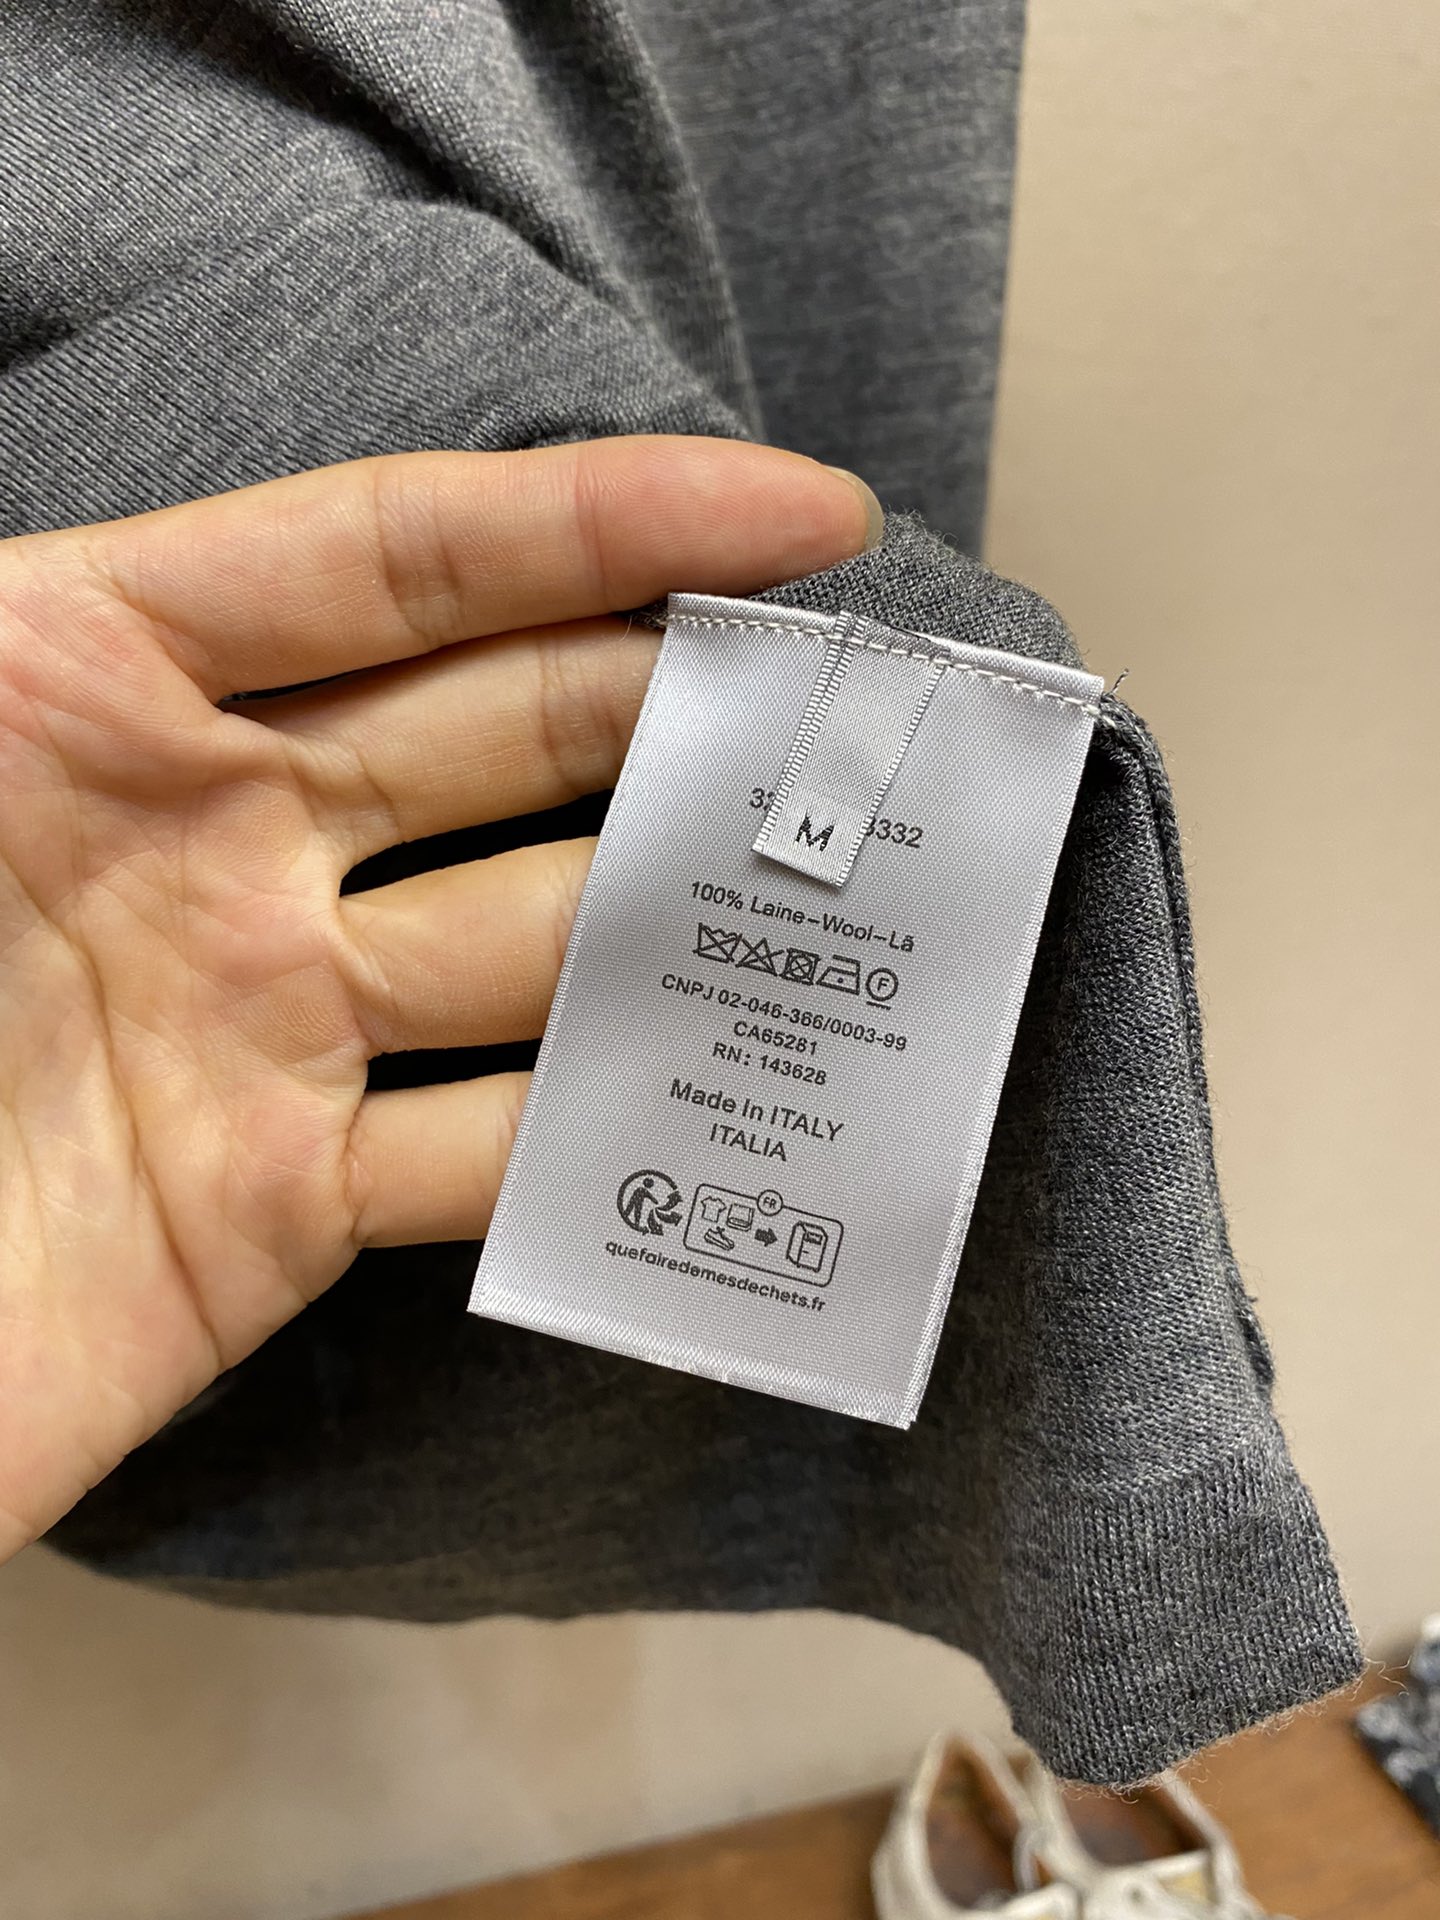 M
3332
100% Laine-Wool-Lã
F
CNPJ 02-046-366/0003-99
CA65281
RN: 143628
Made in ITALY
ITALIA
FR
quefairedemesdechets.fr